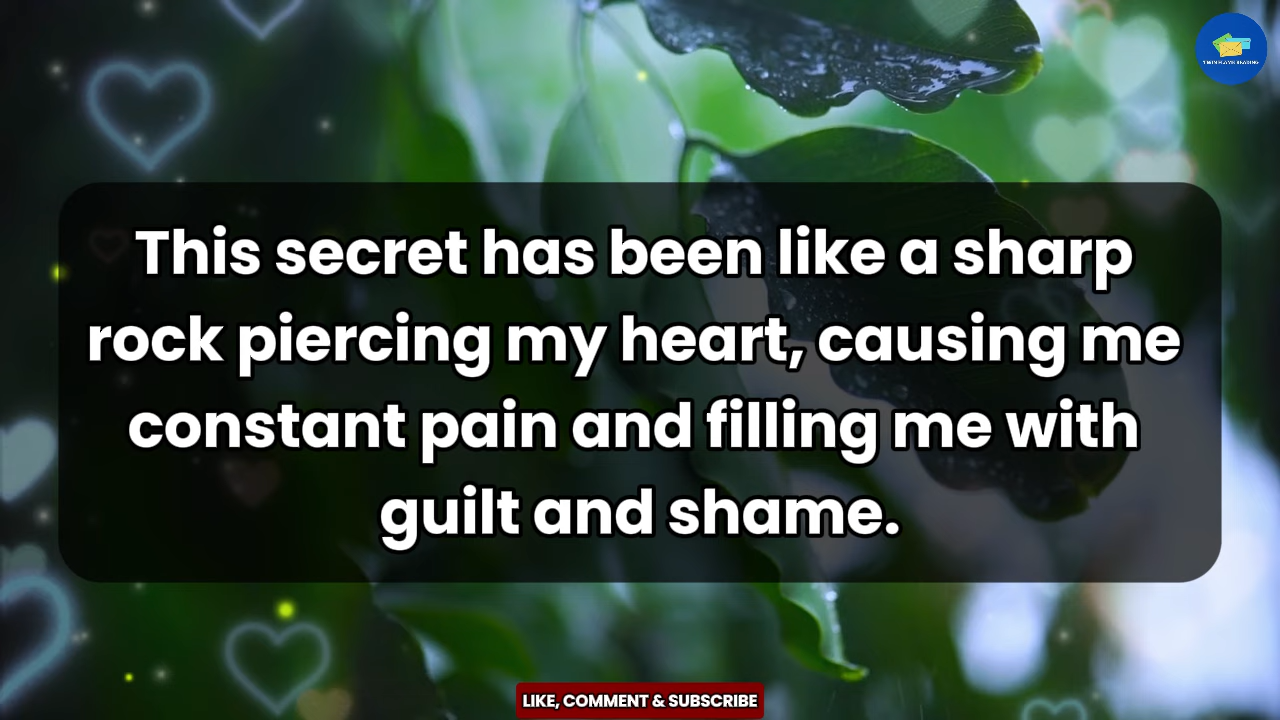 This secret has been like a sharp
rock piercing my heart, causing me
constant pain and filling me with
guilt and shame.
LIKE, COMMENT & SUBSCRIBE